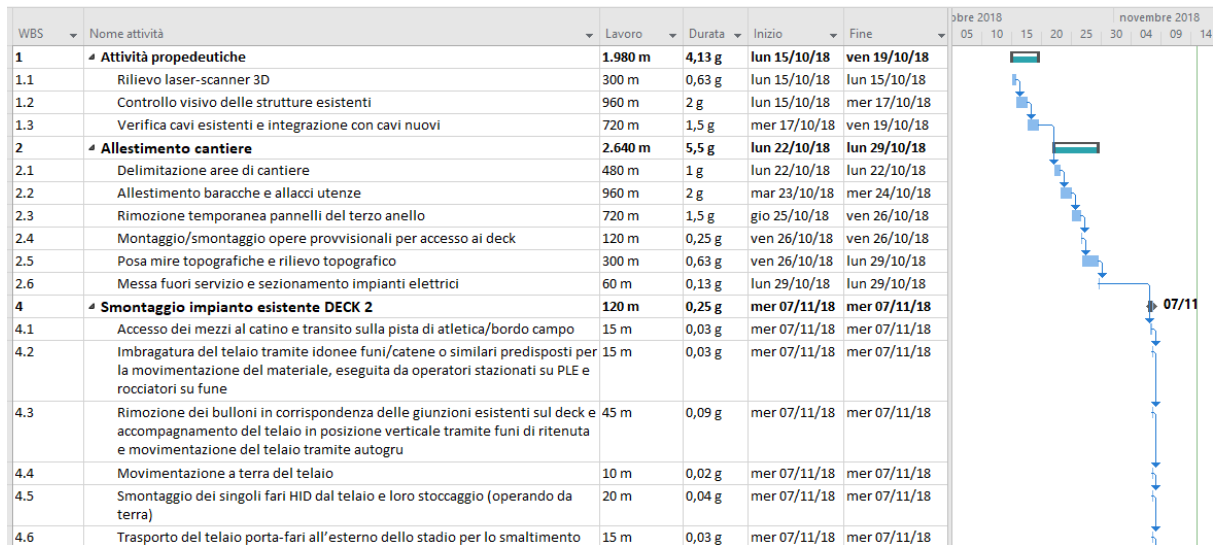 obre 2018 novembre 2018
WBS Nome attività Lavoro Durata Inizio Fine 05 10 15 20 25 30 04 09 14
1 Attività propedeutiche 1.980 m 4,13 g lun 15/10/18 ven 19/10/18
1.1 Rilievo laser-scanner 3D 300 m 0,63 g lun 15/10/18 lun 15/10/18
1.2 Controllo visivo delle strutture esistenti 960 m 2 g lun 15/10/18 mer 17/10/18
1.3 Verifica cavi esistenti e integrazione con cavi nuovi 720 m 1,5 g mer 17/10/18 ven 19/10/18
2 Allestimento cantiere 2.640 m 5,5 g lun 22/10/18 lun 29/10/18
2.1 Delimitazione aree di cantiere 480 m 1 g lun 22/10/18 lun 22/10/18
2.2 Allestimento baracche e allacci utenze 960 m 2 g mar 23/10/18 mer 24/10/18
2.3 Rimozione temporanea pannelli del terzo anello 720 m 1,5 g gio 25/10/18 ven 26/10/18
2.4 Montaggio/smontaggio opere provvisionali per accesso ai deck 120 m 0,25 g ven 26/10/18 ven 26/10/18
2.5 Posa mire topografiche e rilievo topografico 300 m 0,63 g ven 26/10/18 lun 29/10/18
2.6 Messa fuori servizio e sezionamento impianti elettrici 60 m 0,13 g lun 29/10/18 lun 29/10/18
4 Smontaggio impianto esistente DECK 2 120 m 0,25 g mer 07/11/18 mer 07/11/18 07/11
4.1 Accesso dei mezzi al catino e transito sulla pista di atletica/bordo campo 15 m 0,03 g mer 07/11/18 mer 07/11/18
4.2 Imbragatura del telaio tramite idonee funi/catene o similari predisposti per 15 m 0,03 g mer 07/11/18 mer 07/11/18
la movimentazione del materiale, eseguita da operatori stazionati su PLE e
rocciatori su fune
4.3 Rimozione dei bulloni in corrispondenza delle giunzioni esistenti sul deck e 45 m 0,09 g mer 07/11/18 mer 07/11/18
accompagnamento del telaio in posizione verticale tramite funi di ritenuta
e movimentazione del telaio tramite autogru
4.4 Movimentazione a terra del telaio 10 m 0,02 g mer 07/11/18 mer 07/11/18
4.5 Smontaggio dei singoli fari HID dal telaio e loro stoccaggio (operando da 20 m 0,04 g mer 07/11/18 mer 07/11/18
terra)
4.6 Trasporto del telaio porta-fari all'esterno dello stadio per lo smaltimento 15 m 0,03 g mer 07/11/18 mer 07/11/18